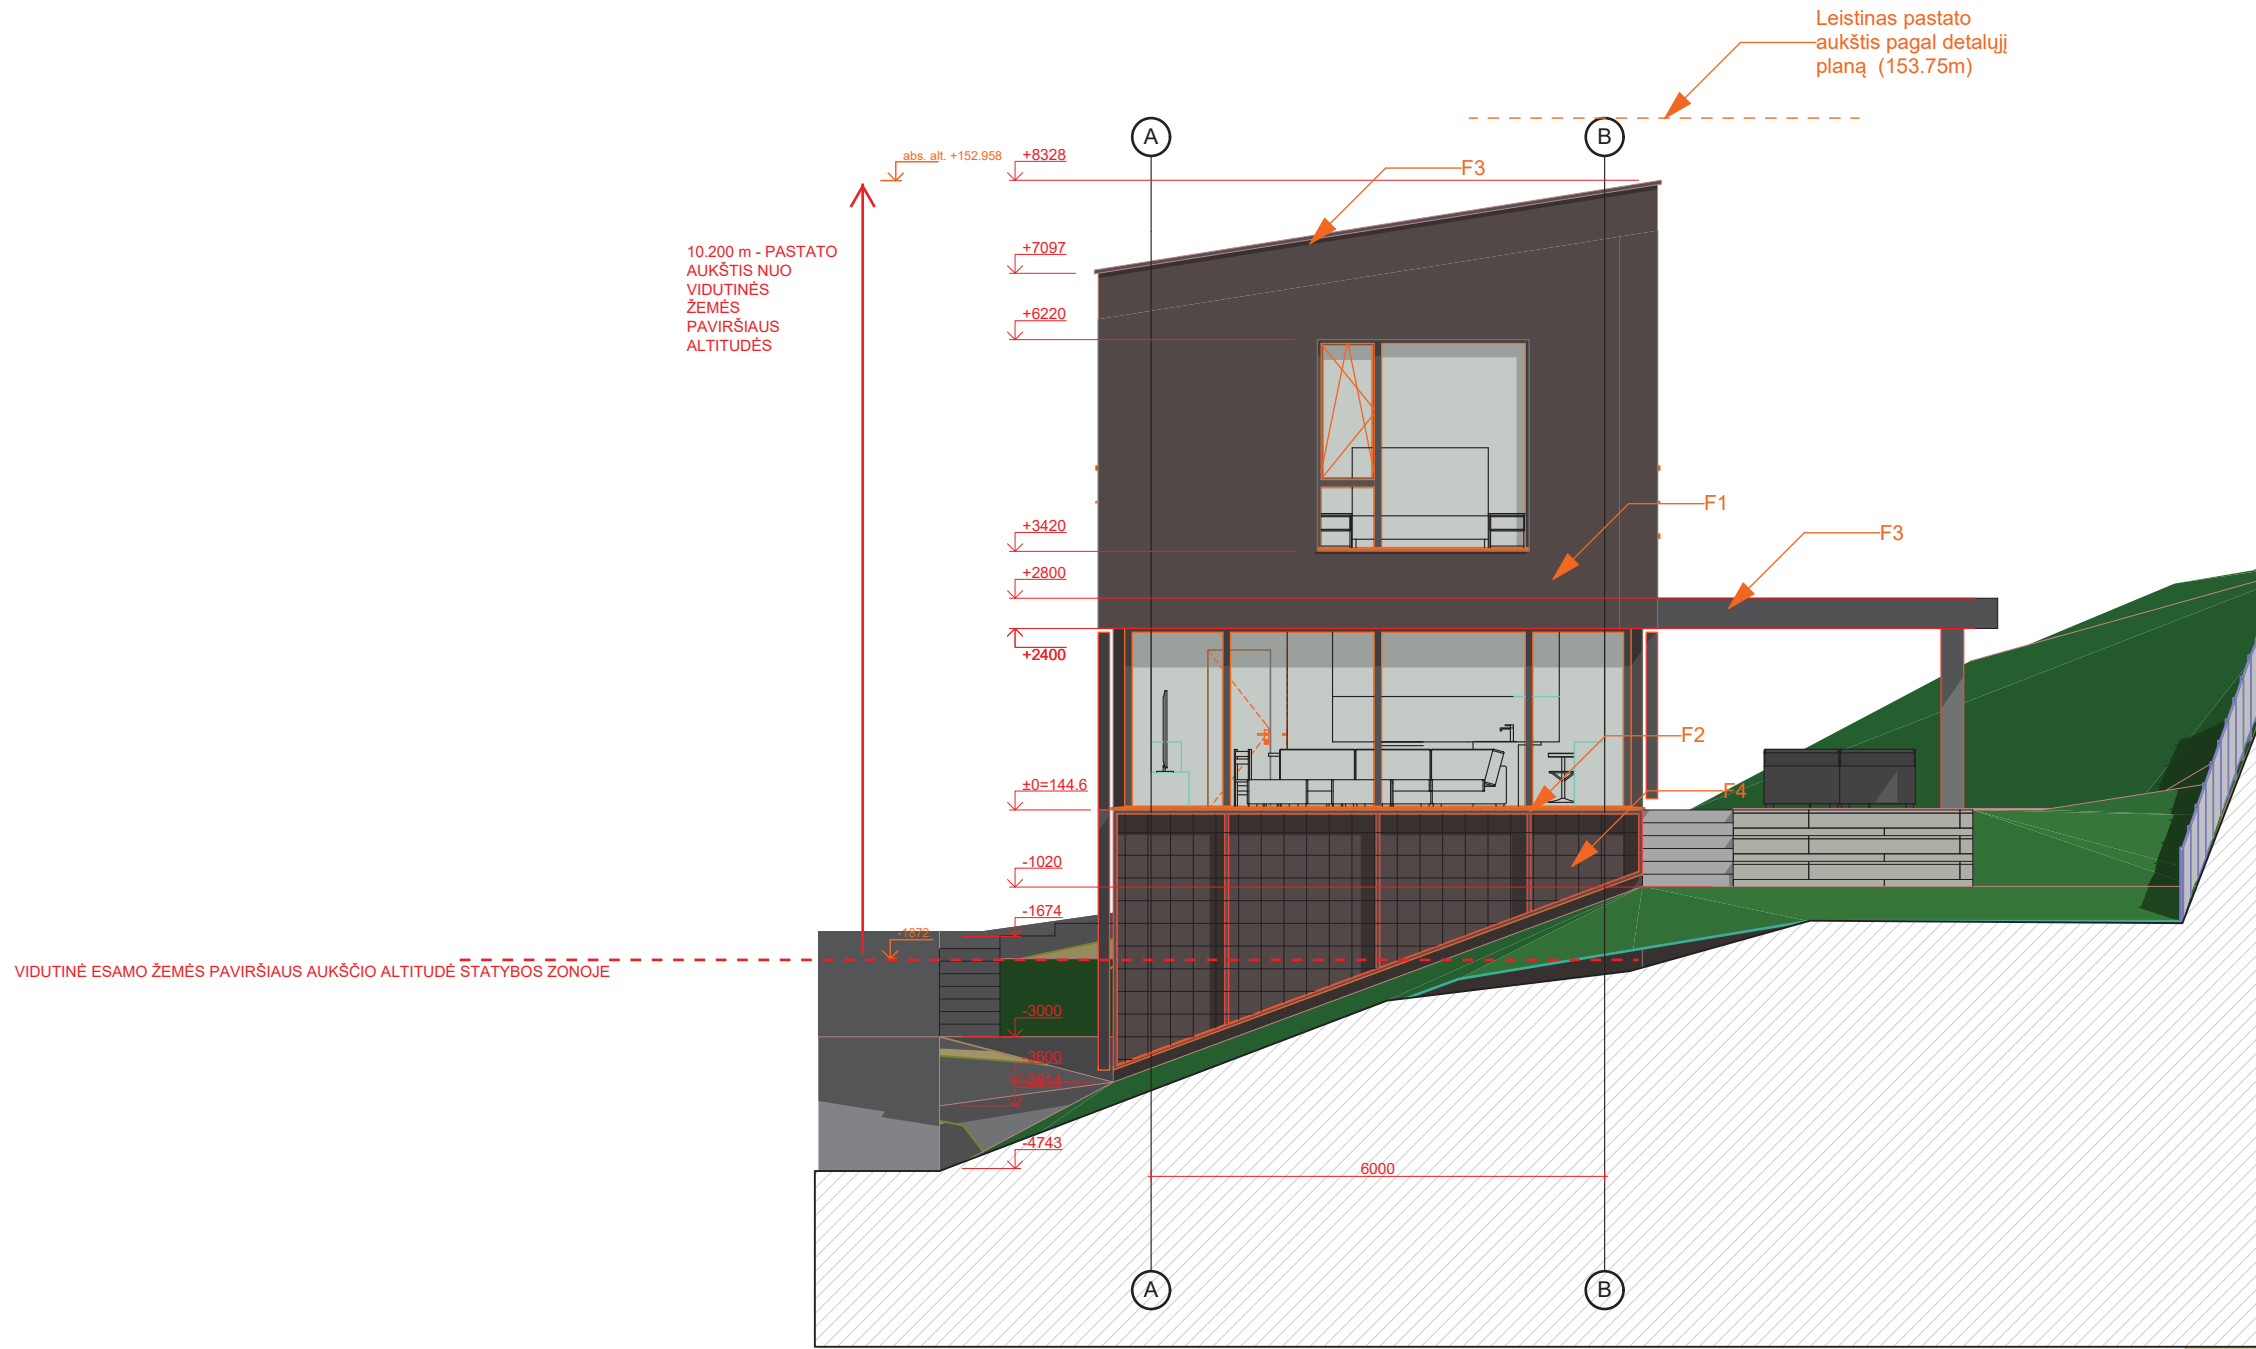 Leistinas pastato
aukštis pagal detalųjį
planą (153.75m)
A
B
abs. alt. +152.958
+8328
F3
10.200 m - PASTATO
AUKŠTIS NUO
VIDUTINĖS
ŽEMĖS
PAVIRŠIAUS
ALTITUDĖS
+7097
+6220
F1
+3420
F3
+2800
+2400
F2
±0=144.6
F4
-1020
-1674
-1872
VIDUTINĖ ESAMO ŽEMĖS PAVIRŠIAUS AUKŠČIO ALTITUDĖ STATYBOS ZONOJE
-3000
-3600
-3914
-4743
6000
A
B